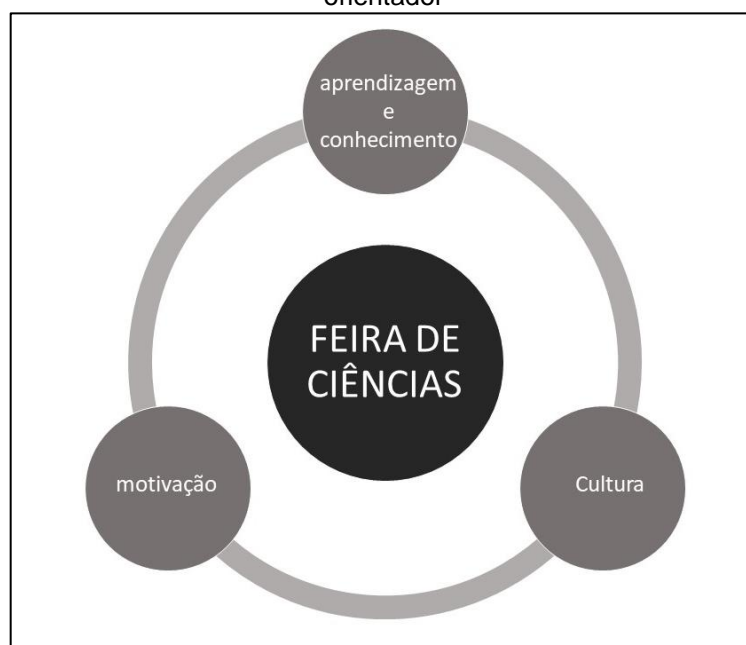 orientador
aprendizagem
e
conhecimento
FEIRA DE
CIÊNCIAS
motivação
Cultura